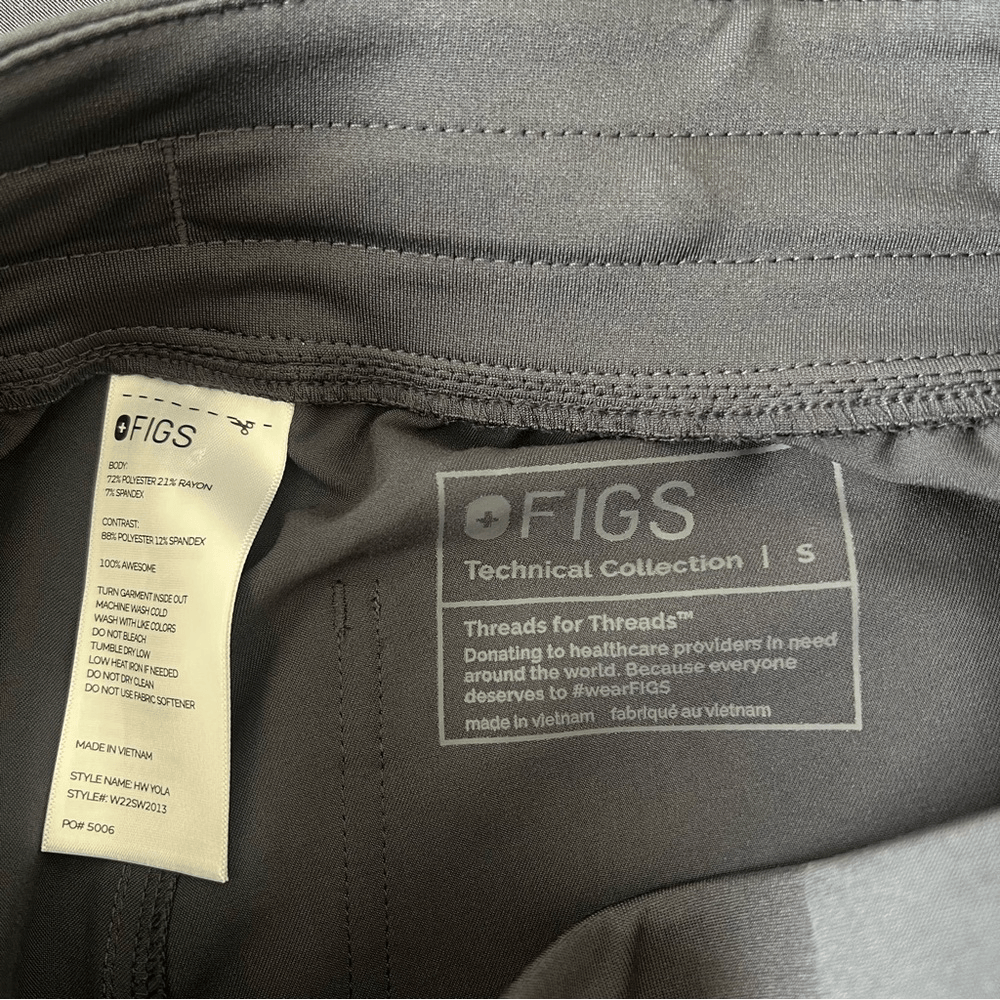 FIGS
BODY:
72% POLYESTER 21% RAYON
7% SPANDEX
CONTRAST:
88% POLYESTER 12% SPANDEX
100% AWESOME
TURN GARMENT INSIDE OUT
MACHINE WASH COLD
WASH WITH LIKE COLORS
DO NOT BLEACH
TUMBLE DRY LOW
LOW HEAT IRON IF NEEDED
DO NOT DRY CLEAN
DO NOT USE FABRIC SOFTENER
MADE IN VIETNAM
STYLE NAME: HW YOLA
STYLE#: W22SW2013
PO# 5006
FIGS
Technical Collection | S
Threads for Threads™
Donating to healthcare providers in need
around the world. Because everyone
deserves to #wearFIGS
made in vietnam fabriqué au vietnam